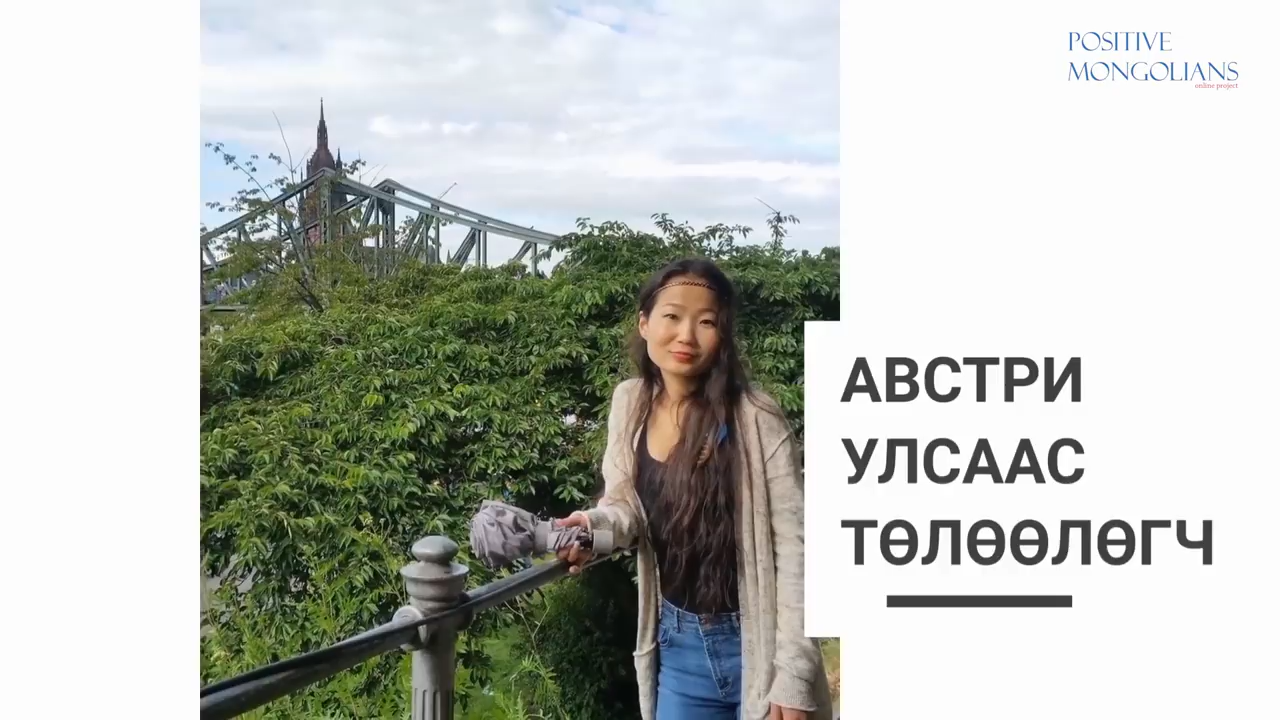 POSITIVE
MONGOLIANS
online project
АВСТРИ
УЛСААС
ТӨЛӨӨЛӨГЧ